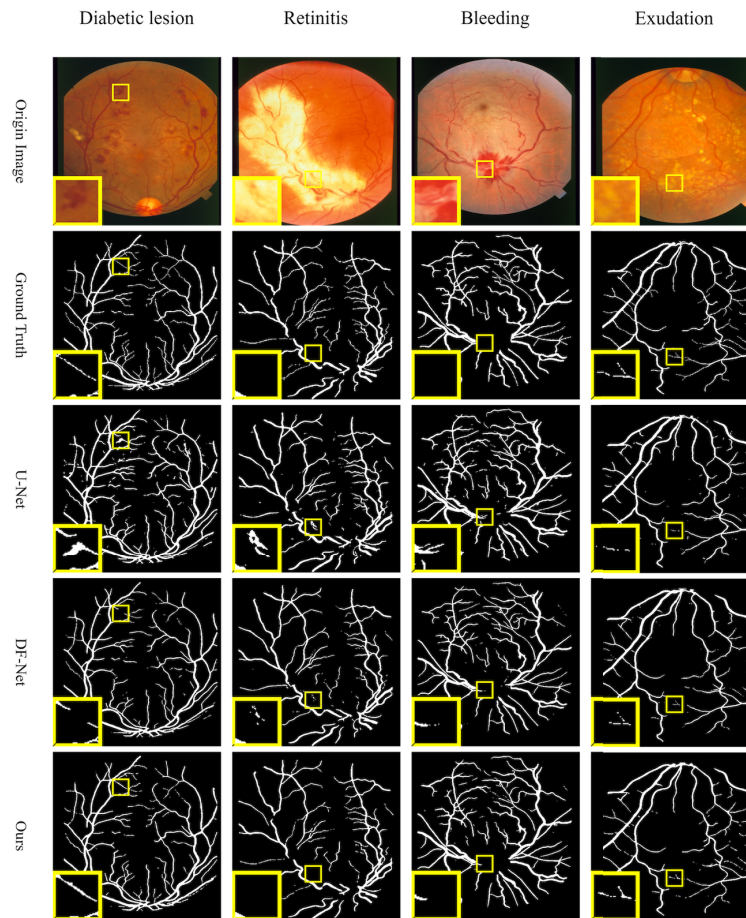 Diabetic lesion
Retinitis
Bleeding
Exudation
Origin Image
Ground Truth
U-Net
DF-Net
Ours